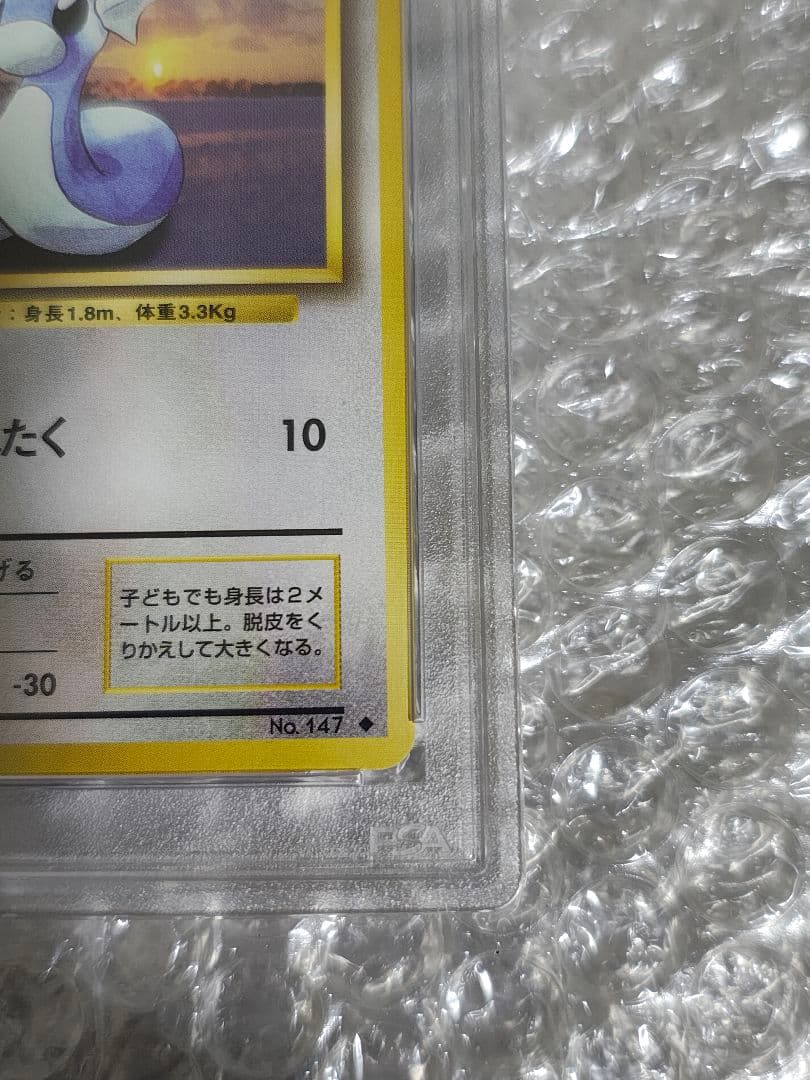 ：身長1.8m、体重3.3Kg
たく 10
げる
子どもでも身長は2メ
ートル以上。脱皮をく
りかえして大きくなる。
-30
No. 147 ◆
PSA